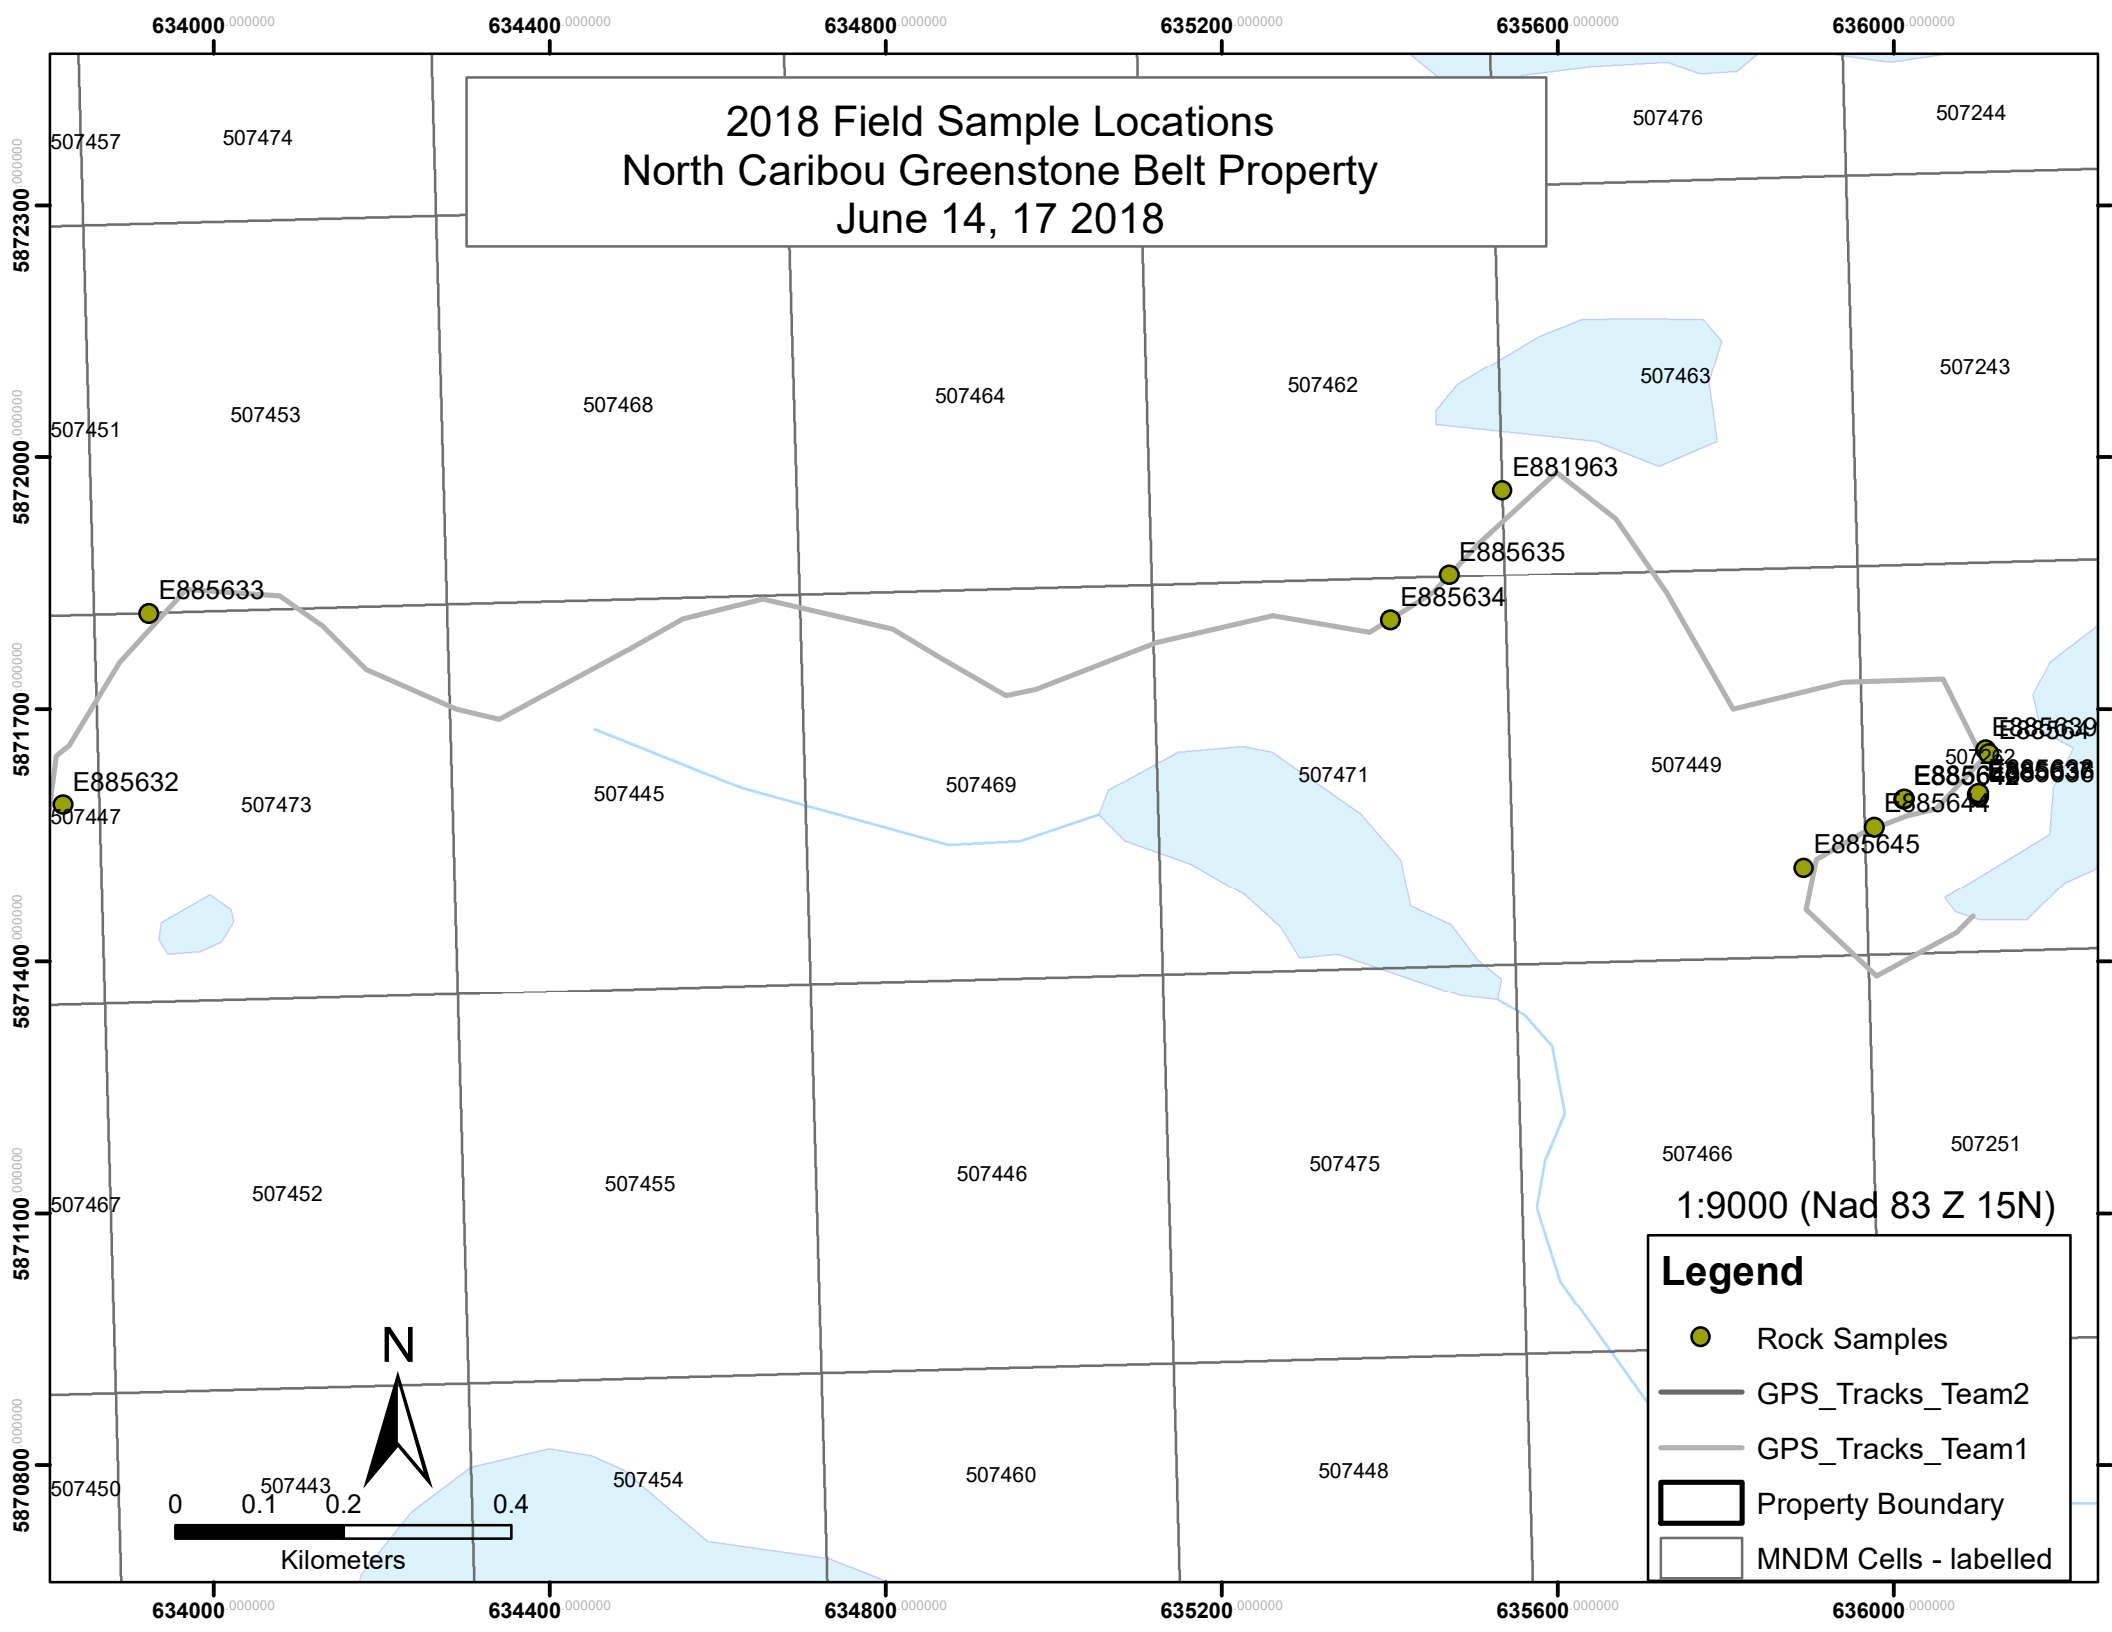 634000.000000 634400.000000 634800.000000 635200.000000 635600.000000 636000.000000
2018 Field Sample Locations
North Caribou Greenstone Belt Property
June 14, 17 2018
507457
507474
507476
507244
5872300.000000
507451
507453
507468
507464
507462
507463
507243
5872000.000000
E881963
E885635
E885634
E885633
5871700.000000
E885632
507447
507473
507445
507469
507471
507449
E885639
507262
E885644
E885645
5871400.000000
507467
507452
507455
507446
507475
507466
507251
5871100.000000
1:9000 (Nad 83 Z 15N)
Legend
Rock Samples
GPS_Tracks_Team2
GPS_Tracks_Team1
Property Boundary
MNDM Cells - labelled
N
5870800.000000
507450
507443
507454
507460
507448
0 0.1 0.2 0.4
Kilometers
634000.000000 634400.000000 634800.000000 635200.000000 635600.000000 636000.000000